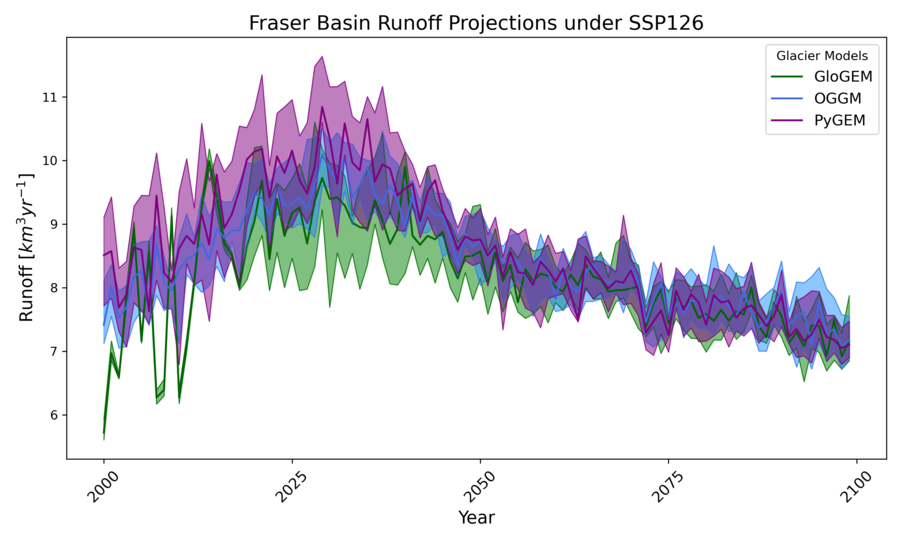 Fraser Basin Runoff Projections under SSP126
Glacier Models
GloGEM
OGGM
PyGEM
Runoff [km³yr⁻¹]
11
10
9
8
7
6
2000
2025
2050
2075
2100
Year